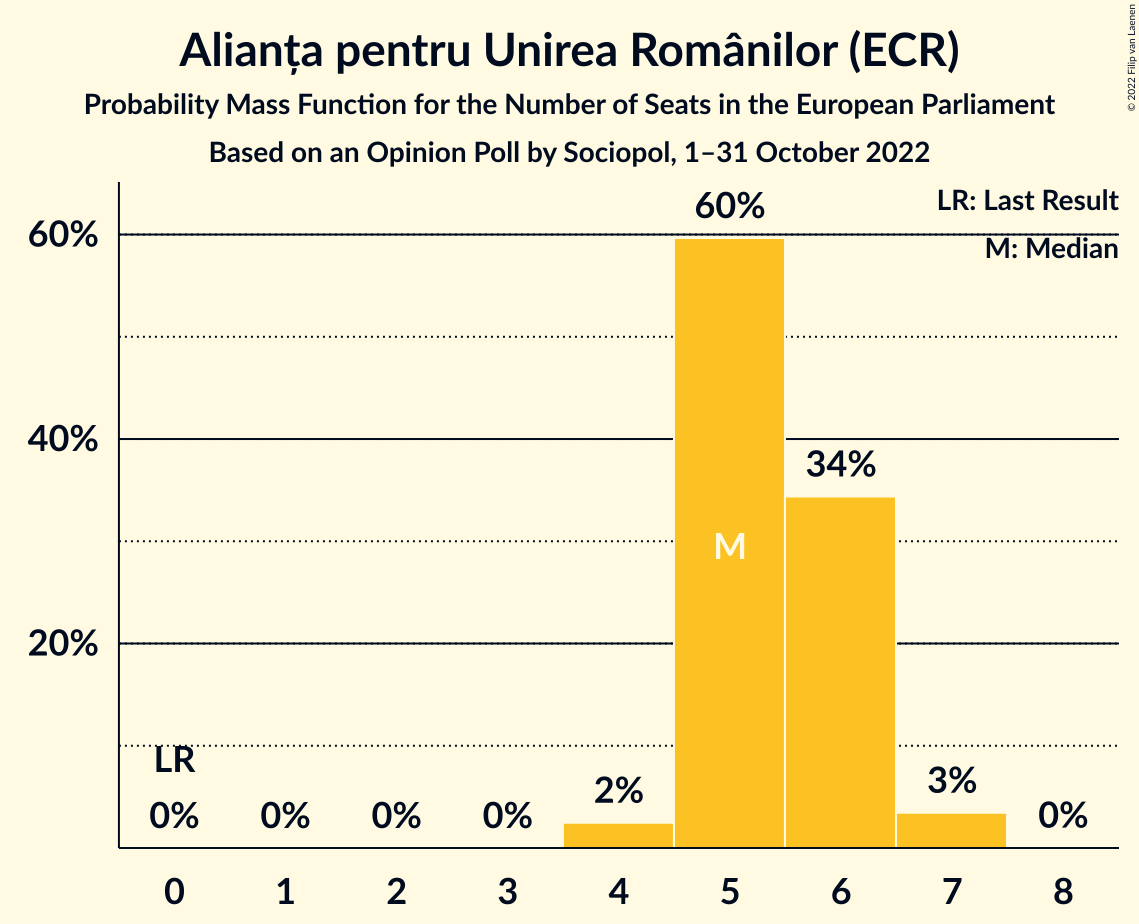 Alianța pentru Unirea Românilor (ECR)
Probability Mass Function for the Number of Seats in the European Parliament
Based on an Opinion Poll by Sociopol, 1–31 October 2022
© 2022 Filip van Laenen
LR: Last Result
M: Median
60%
40%
20%
LR
0%
0%
0%
0%
2%
60%
M
34%
3%
0%
0 1 2 3 4 5 6 7 8